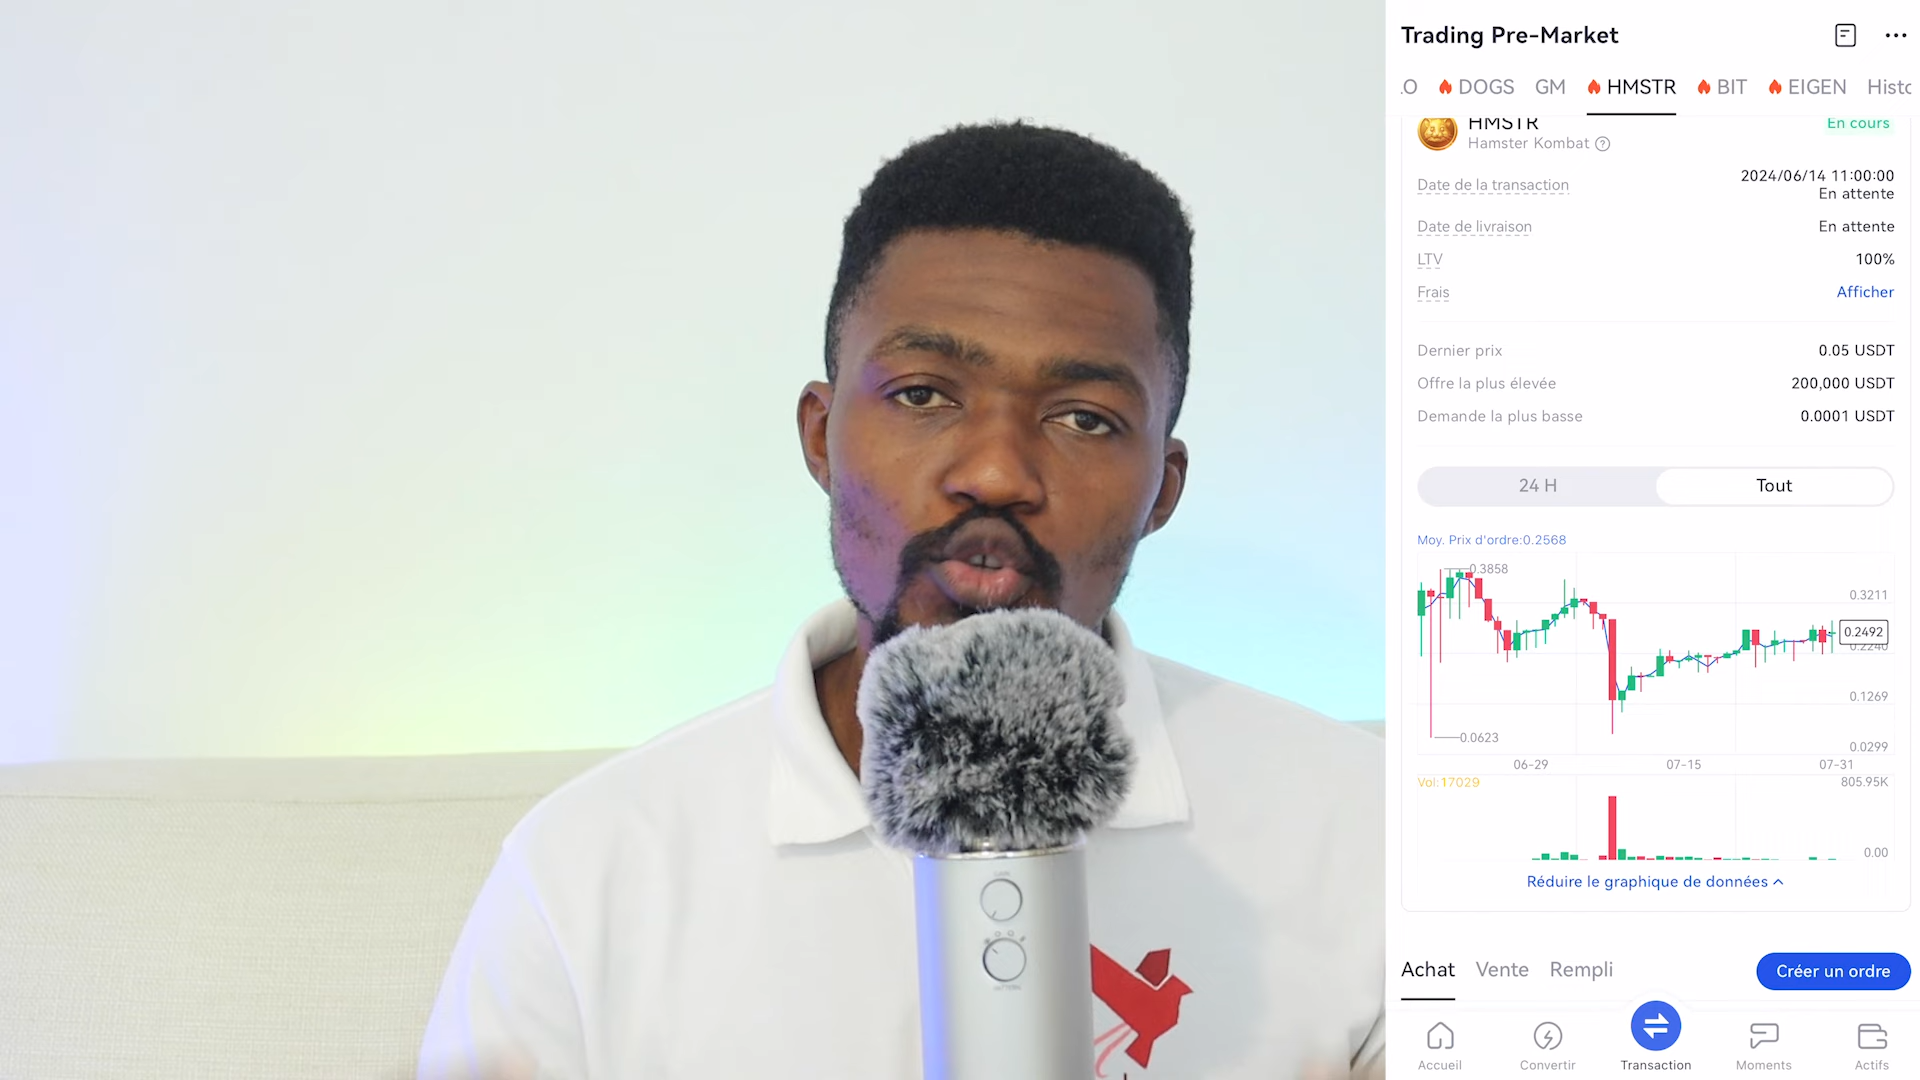 Trading Pre-Market
.O DOGS GM HMSTR BIT EIGEN Histo
HMSTR
En cours
Hamster Kombat
Date de la transaction
2024/06/14 11:00:00
En attente
Date de livraison
En attente
LTV
100%
Frais
Afficher
Dernier prix
0.05 USDT
Offre la plus élevée
200,000 USDT
Demande la plus basse
0.0001 USDT
24 H
Tout
Moy. Prix d'ordre:0.2568
0.3858
0.3211
0.2492
0.2240
0.1269
0.0623
0.0299
06-29
07-15
07-31
Vol:17029
805.95K
0.00
Réduire le graphique de données
Achat
Vente
Rempli
Créer un ordre
Accueil
Convertir
Transaction
Moments
Actifs